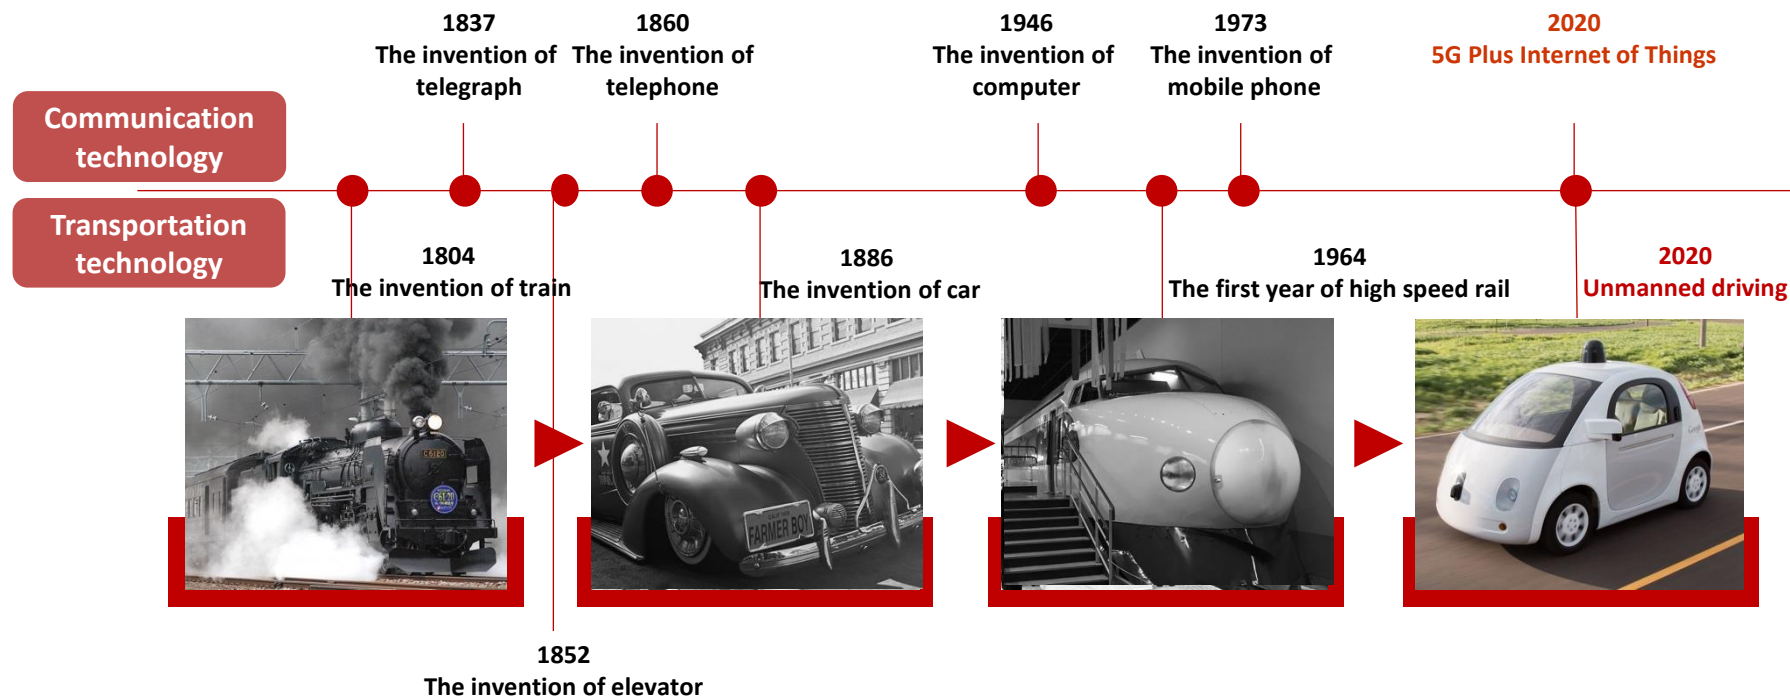 1837
The invention of
telegraph
1860
The invention of
telephone
1946
The invention of
computer
1973
The invention of
mobile phone
2020
5G Plus Internet of Things
Communication
technology
Transportation
technology
1804
The invention of train
1886
The invention of car
1964
The first year of high speed rail
2020
Unmanned driving
C6120
C61 20
FARMER BOY
Google
1852
The invention of elevator